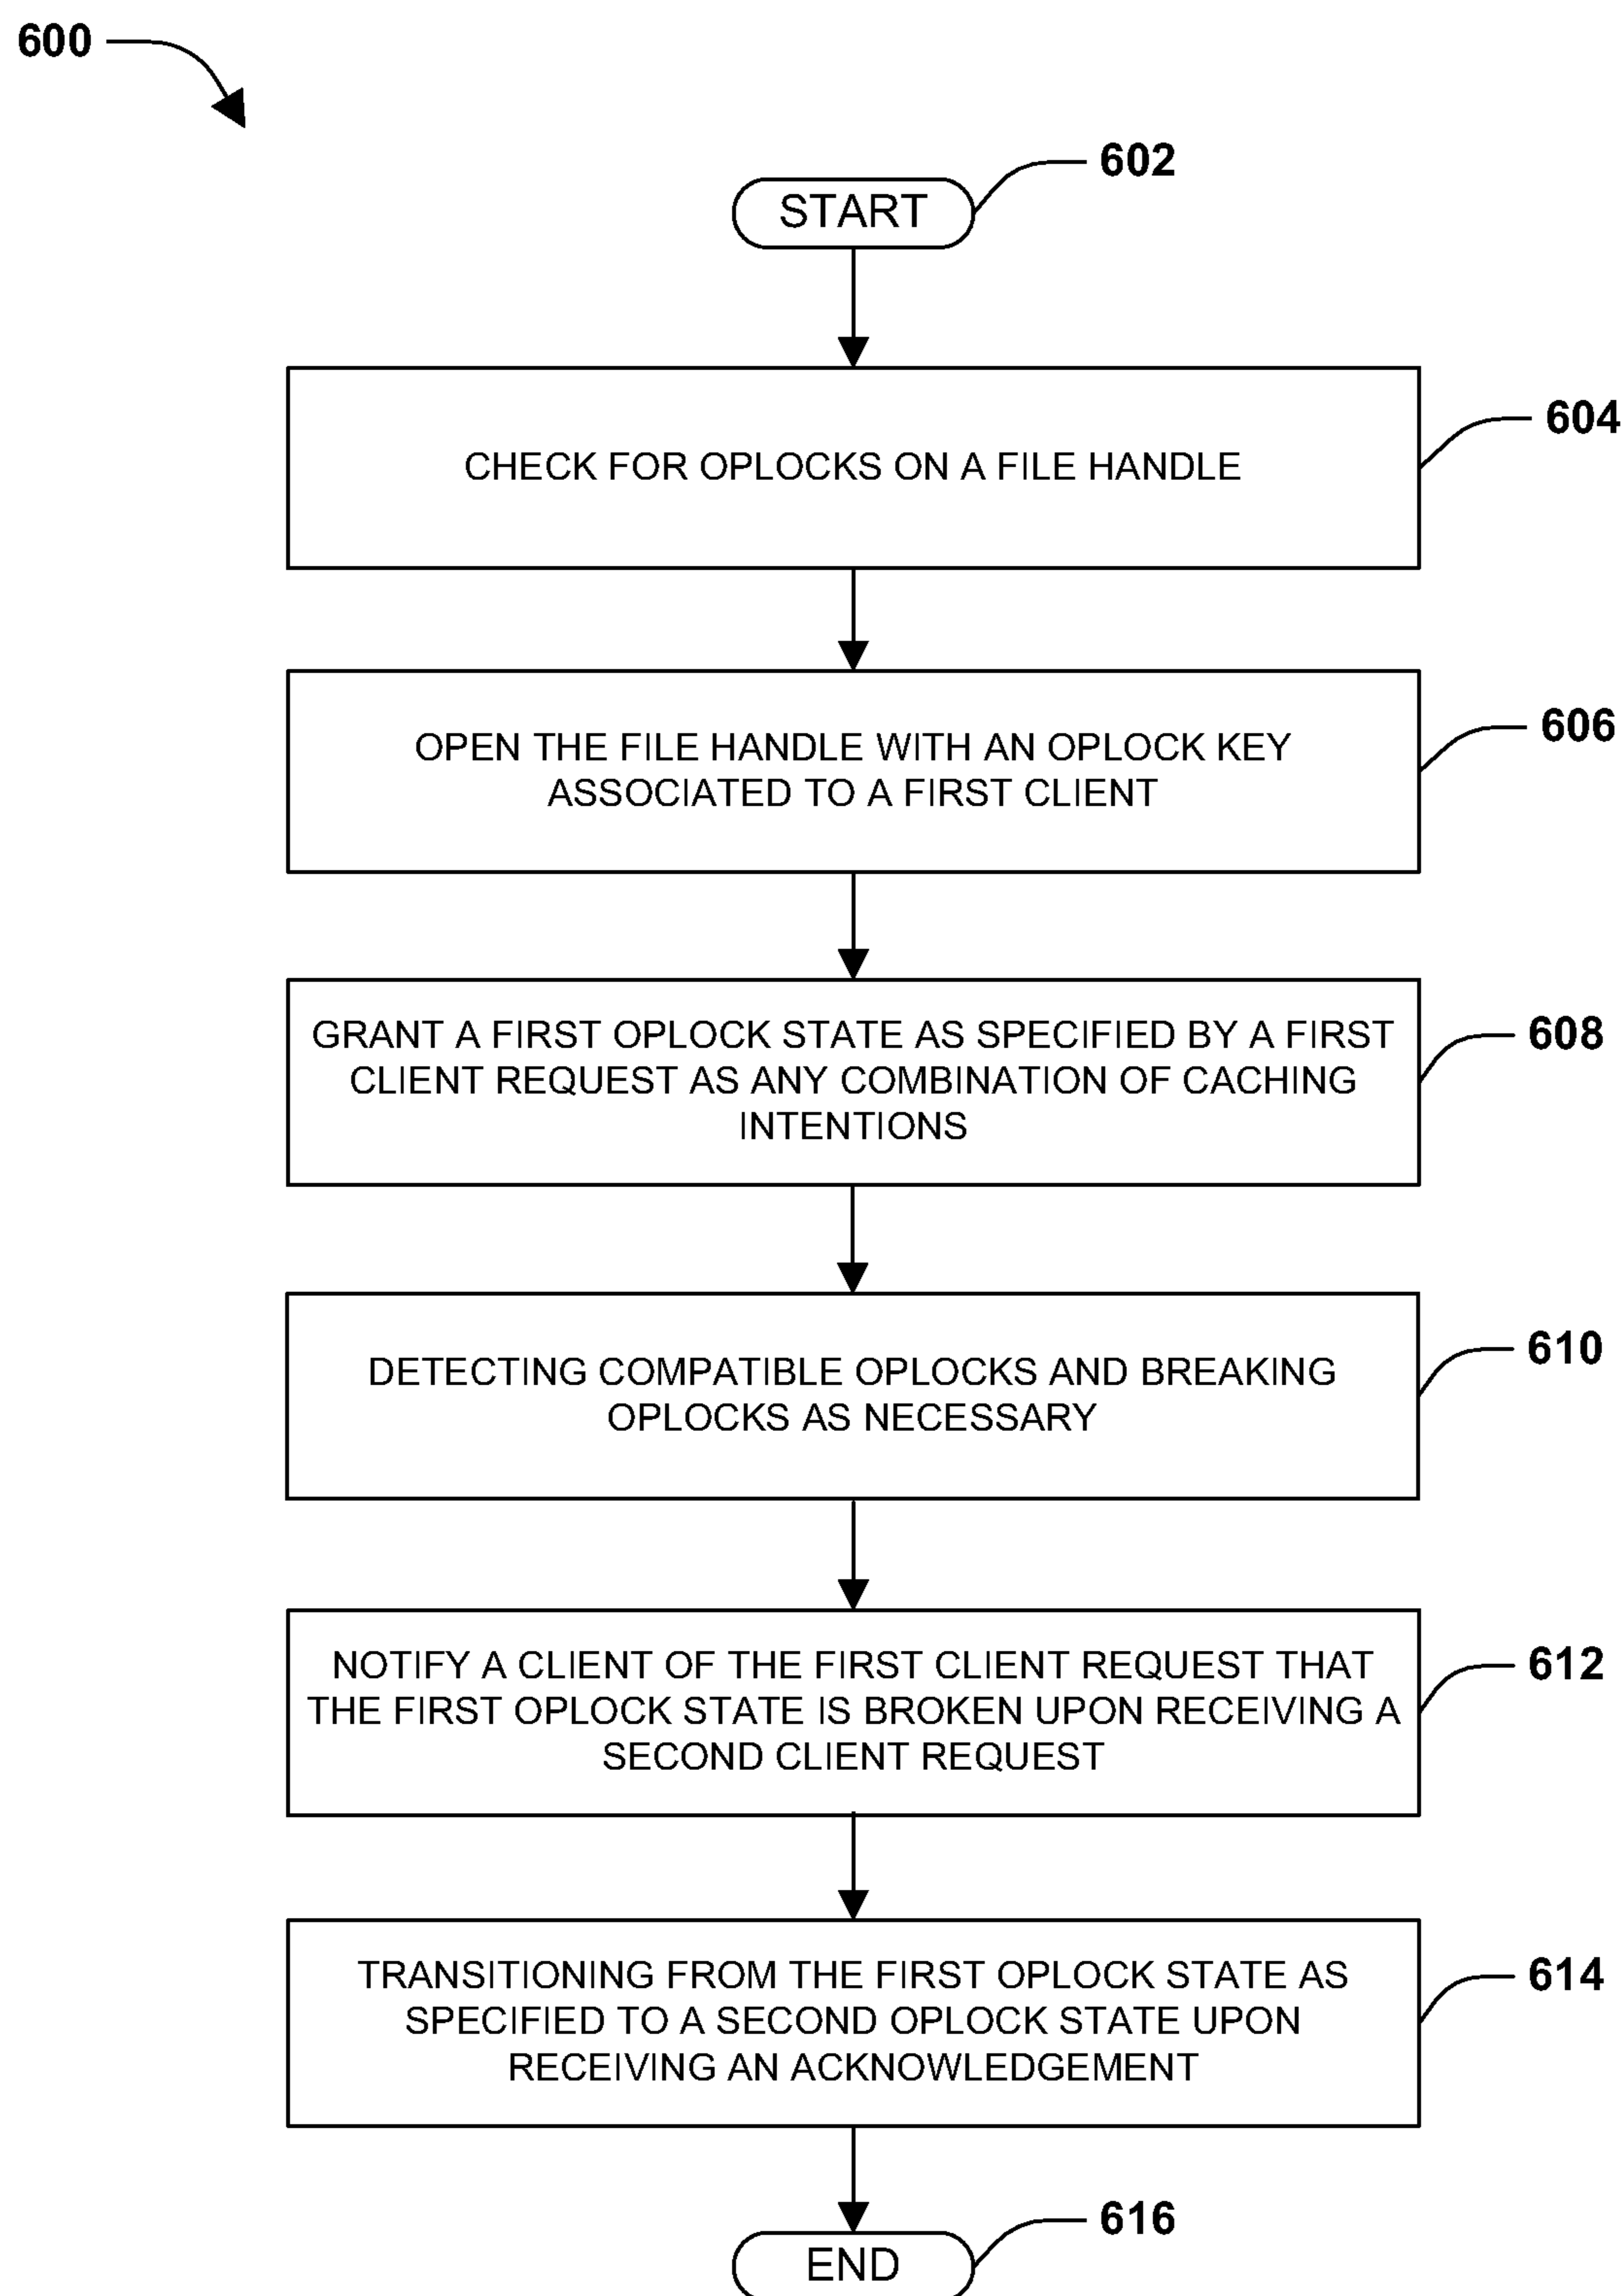 600
602
START
604
CHECK FOR OPLOCKS ON A FILE HANDLE
606
OPEN THE FILE HANDLE WITH AN OPLOCK KEY
ASSOCIATED TO A FIRST CLIENT
608
GRANT A FIRST OPLOCK STATE AS SPECIFIED BY A FIRST
CLIENT REQUEST AS ANY COMBINATION OF CACHING
INTENTIONS
610
DETECTING COMPATIBLE OPLOCKS AND BREAKING
OPLOCKS AS NECESSARY
612
NOTIFY A CLIENT OF THE FIRST CLIENT REQUEST THAT
THE FIRST OPLOCK STATE IS BROKEN UPON RECEIVING A
SECOND CLIENT REQUEST
614
TRANSITIONING FROM THE FIRST OPLOCK STATE AS
SPECIFIED TO A SECOND OPLOCK STATE UPON
RECEIVING AN ACKNOWLEDGEMENT
616
END